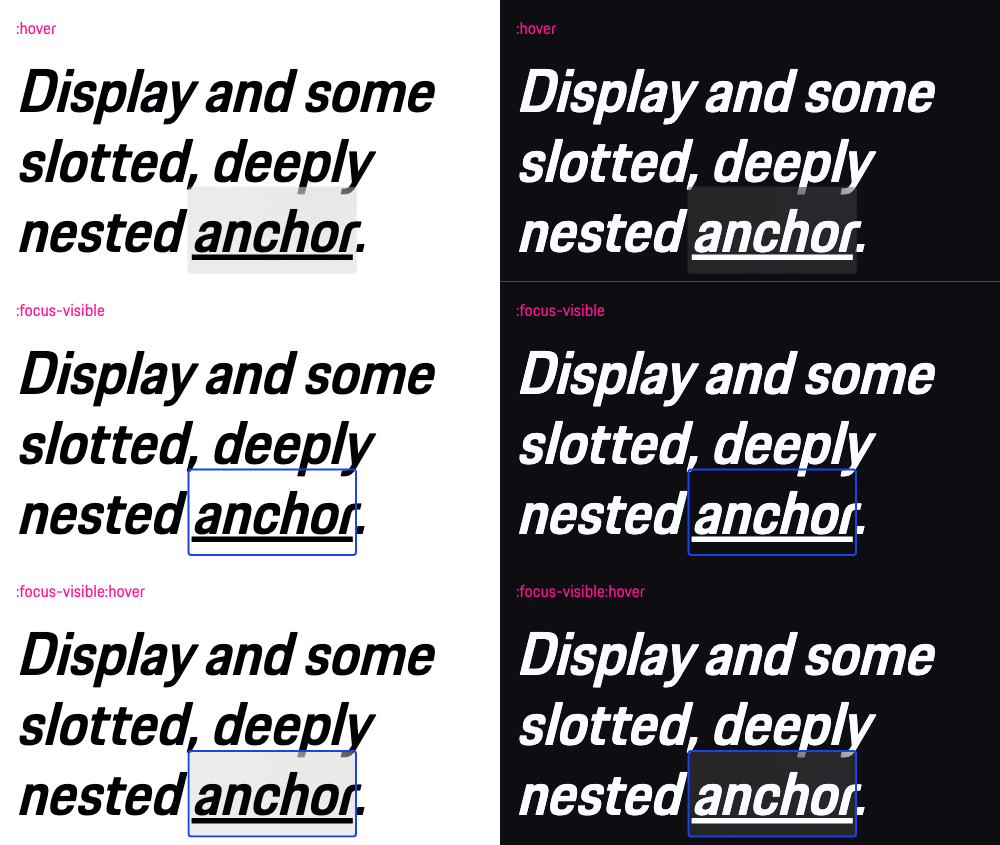 :hover
Display and some
slotted, deeply
nested anchor.
:focus-visible
Display and some
slotted, deeply
nested anchor.
:focus-visible:hover
Display and some
slotted, deeply
nested anchor.
:hover
Display and some
slotted, deeply
nested anchor.
:focus-visible
Display and some
slotted, deeply
nested anchor.
:focus-visible:hover
Display and some
slotted, deeply
nested anchor.